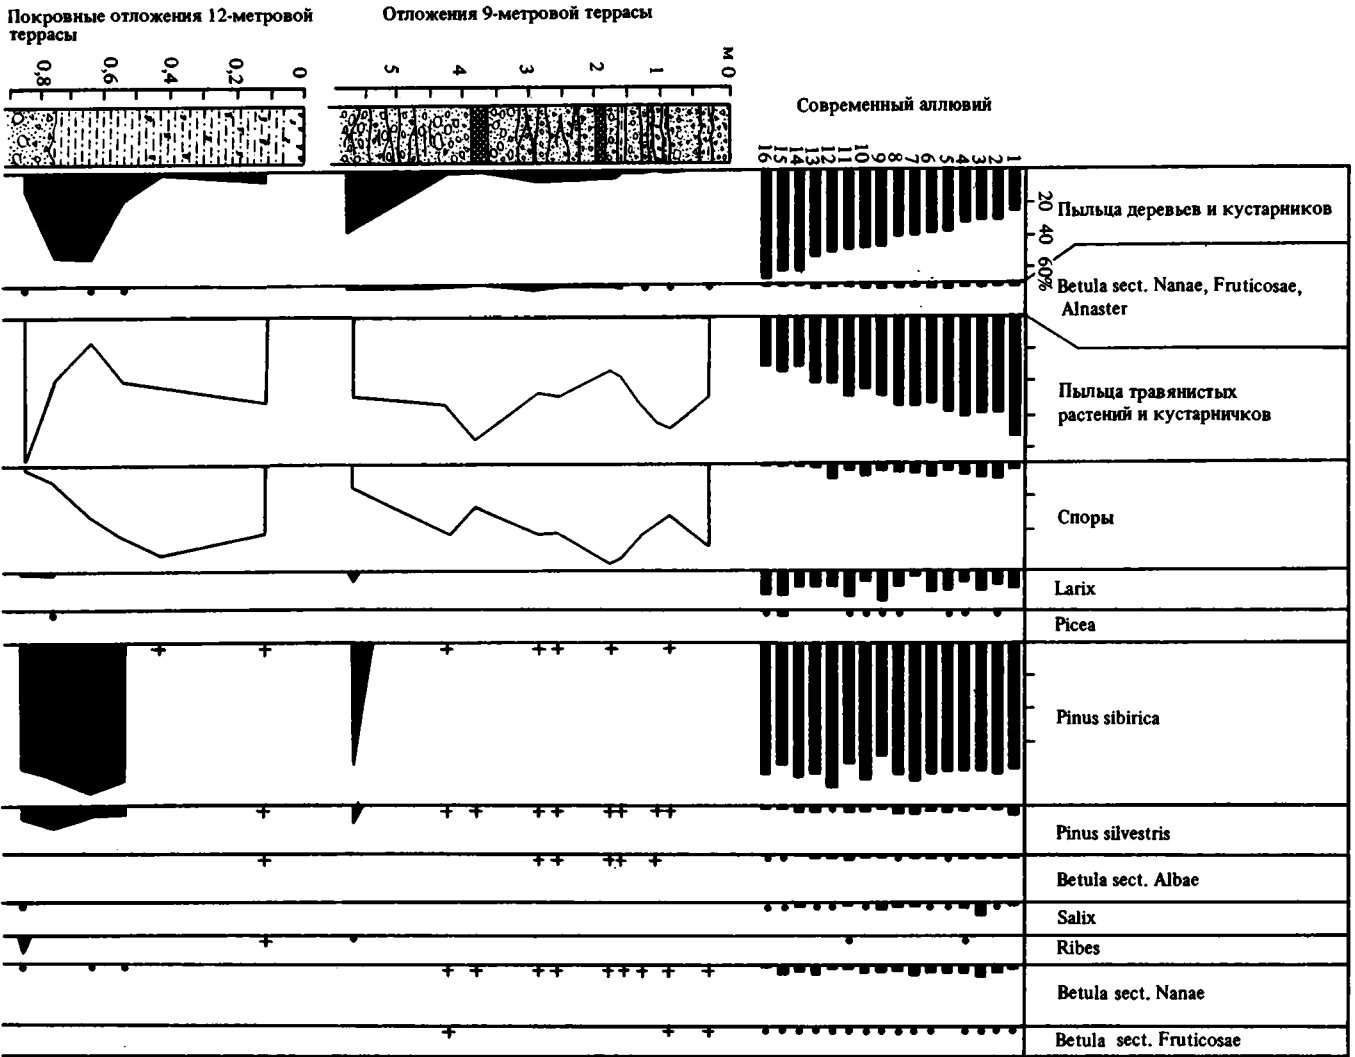 Покровные отложения 12-метровой
террасы
Отложения 9-метровой террасы
0,8 0,6 0,4 0,2 0
5 4 3 2 1 0 м
Современный аллювий
16 15 14 13 12 11 10 9 8 7 6 5 4 3 2 1
20 40 60%
Пыльца деревьев и кустарников
Betula sect. Nanae, Fruticosae,
Alnaster
Пыльца травянистых
растений и кустарничков
Споры
Larix
Picea
Pinus sibirica
Pinus silvestris
Betula sect. Albae
Salix
Ribes
Betula sect. Nanae
Betula sect. Fruticosae